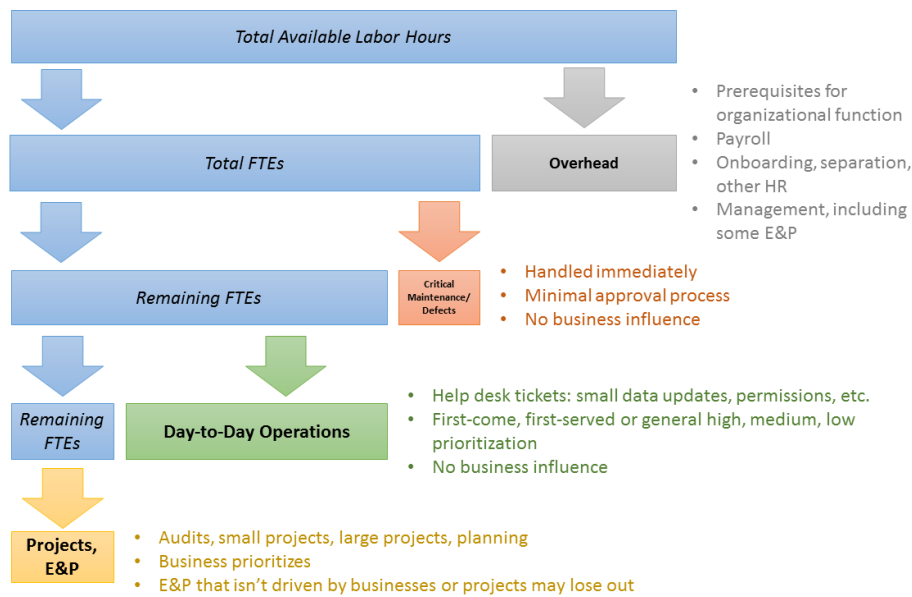 Total Available Labor Hours
• Prerequisites for
organizational function
• Payroll
• Onboarding, separation,
other HR
• Management, including
some E&P
Total FTEs
Overhead
Remaining FTEs
Critical
Maintenance/
Defects
• Handled immediately
• Minimal approval process
• No business influence
Remaining
FTEs
Day-to-Day Operations
• Help desk tickets: small data updates, permissions, etc.
• First-come, first-served or general high, medium, low
prioritization
• No business influence
Projects,
E&P
• Audits, small projects, large projects, planning
• Business prioritizes
• E&P that isn't driven by businesses or projects may lose out